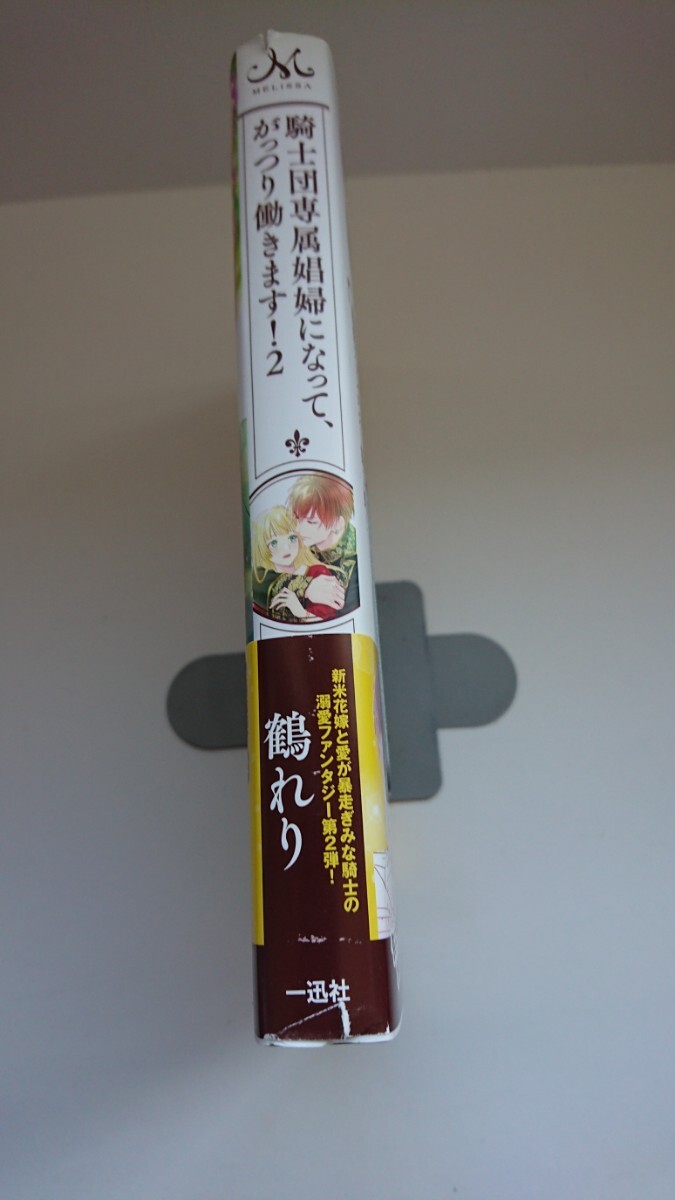 MELISSA
騎士団専属娼婦になって、
がっつり働きます！2
新米花嫁と愛が暴走ぎみな騎士の
溺愛ファンタジー第2弾！
鶴れり
一迅社